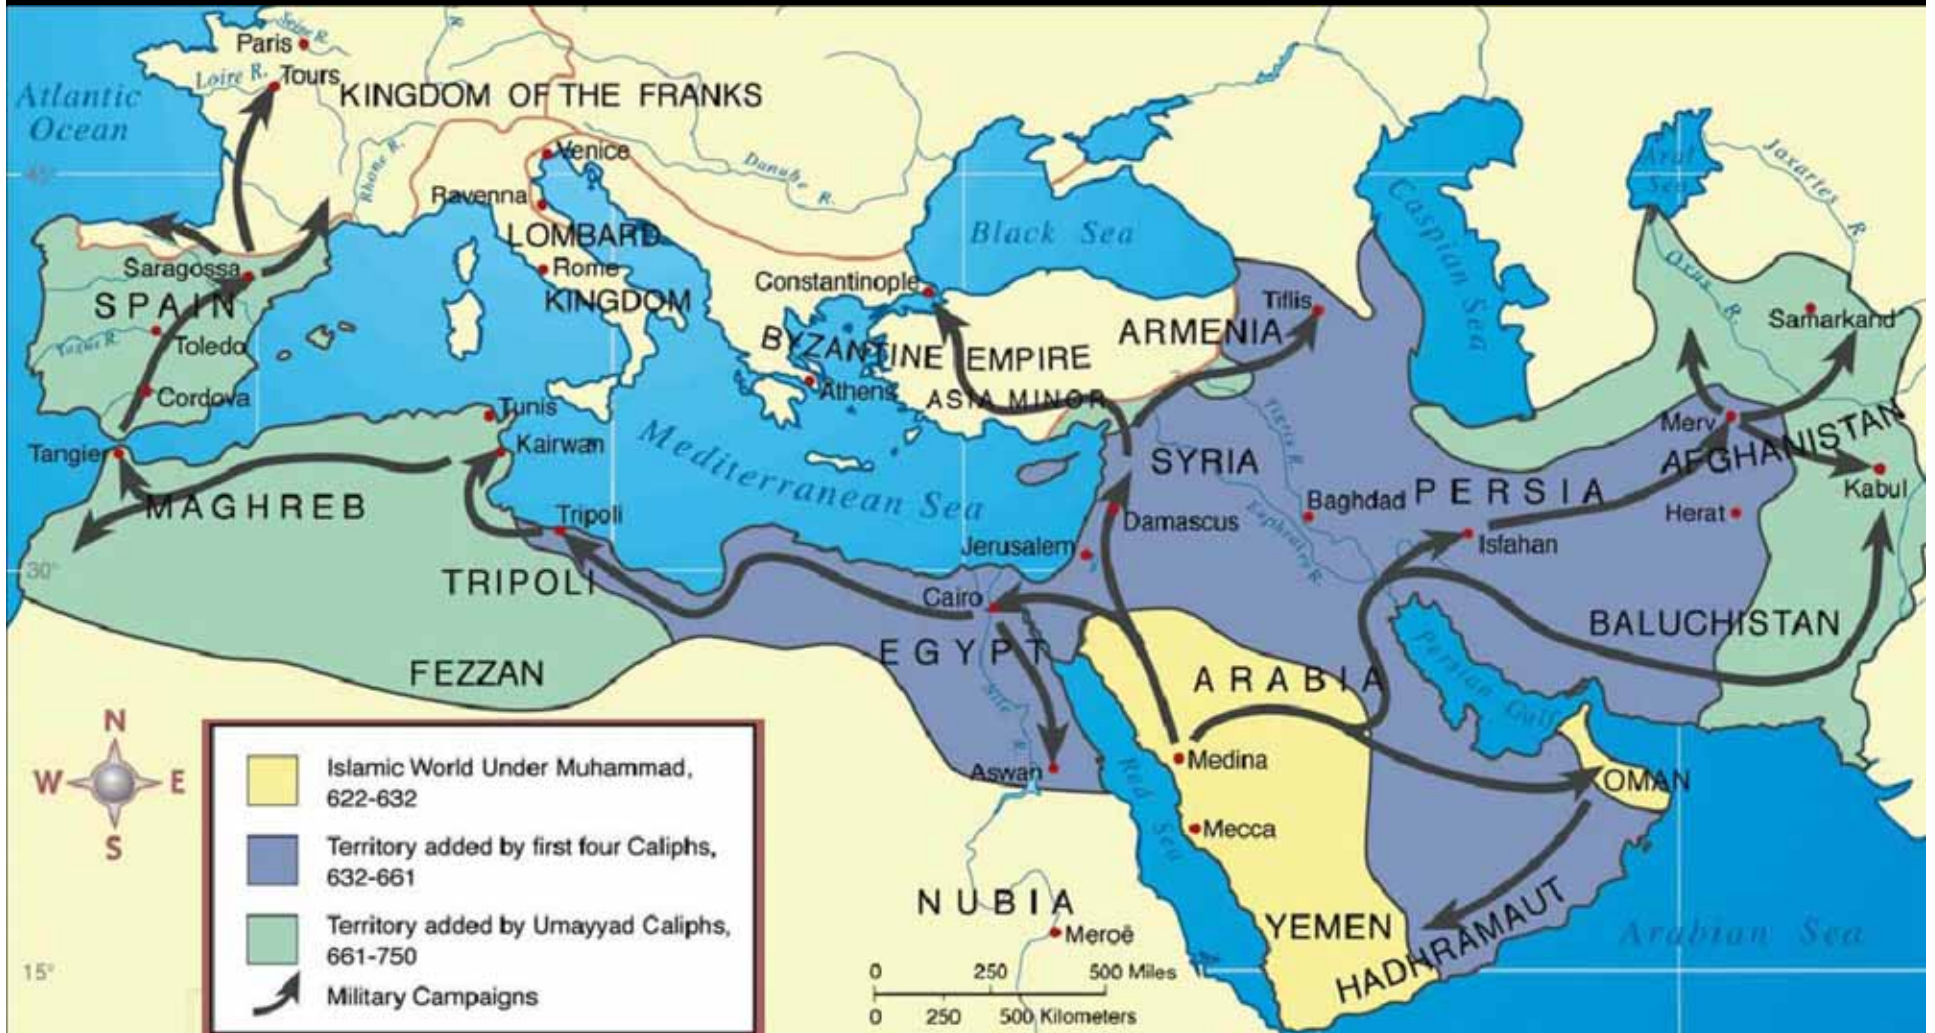 Seine R.
Paris
Loire R.
Tours
KINGDOM OF THE FRANKS
Atlantic
Ocean
R.
Rhone R.
Venice
Danube R.
45°
Ravenna
LOMBARD
Rome
KINGDOM
Black Sea
Caspian Sea
Aral
Sea
Jaxartes R.
Oxus R.
Saragossa
SPAIN
Tagus R.
Toledo
Cordova
Constantinople
BYZANTINE EMPIRE
Athens
ASIA MINOR
ARMENIA
Tiflis
Samarkand
Tangier
Tunis
Kairwan
MAGHREB
Mediterranean Sea
SYRIA
Tigris R.
Baghdad
Euphrates R.
PERSIA
Merv
AFGHANISTAN
Kabul
Herat
Isfahan
Damascus
Jerusalem
Tripoli
TRIPOLI
30°
Cairo
EGYPT
FEZZAN
BALUCHISTAN
ARABIA
Persian Gulf
Nile R.
Aswan
Red Sea
Medina
Mecca
OMAN
NUBIA
Meroë
YEMEN
HADHRAMAUT
Arabian Sea
15°
N
W
E
S
Islamic World Under Muhammad,
622-632
Territory added by first four Caliphs,
632-661
Territory added by Umayyad Caliphs,
661-750
Military Campaigns
0 250 500 Miles
0 250 500 Kilometers